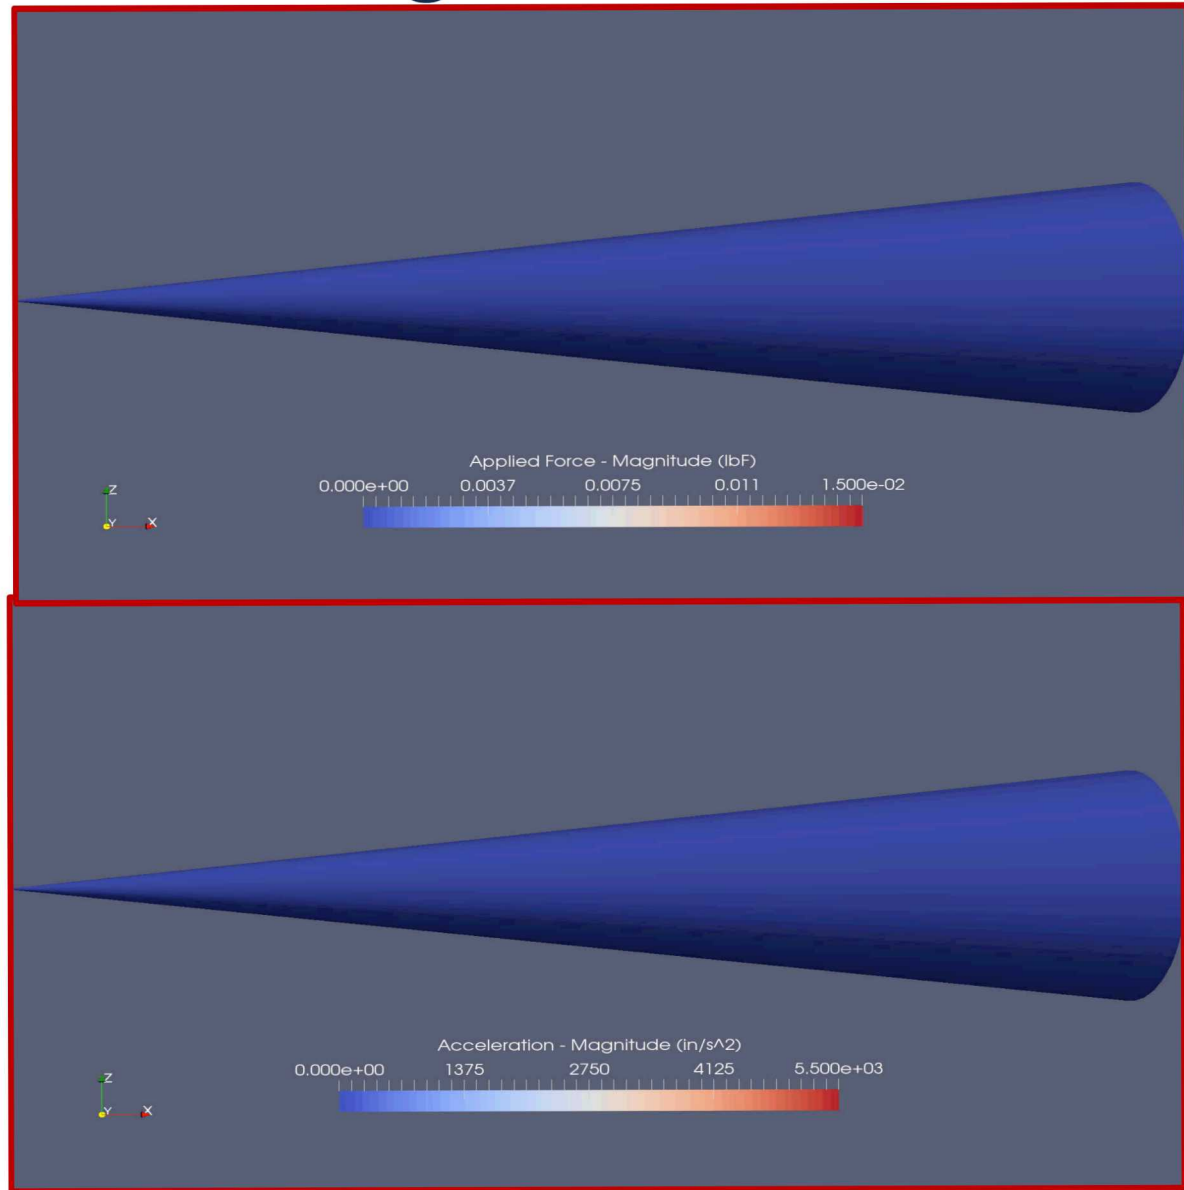 Applied Force - Magnitude (lbF)
0.000e+00 0.0037 0.0075 0.011 1.500e-02
Z
Y X
Acceleration - Magnitude (in/s^2)
0.000e+00 1375 2750 4125 5.500e+03
Z
Y X